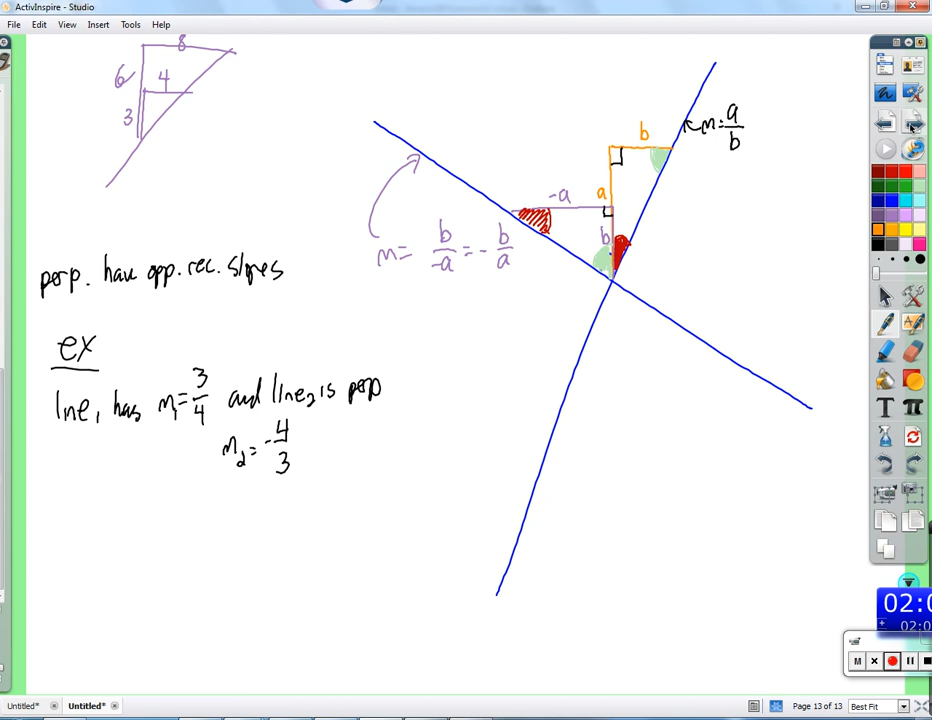 ActivInspire - Studio
File Edit View Insert Tools Help
8
6
4
3
b
m=a/b
a
-a
b
m= b/-a = - b/a
perp. have opp. rec. slopes
ex
line₁ has m₁=3/4 and line₂ is perp
m₂= -4/3
02:0
02:0
M
Untitled*
Untitled*
Page 13 of 13
Best Fit